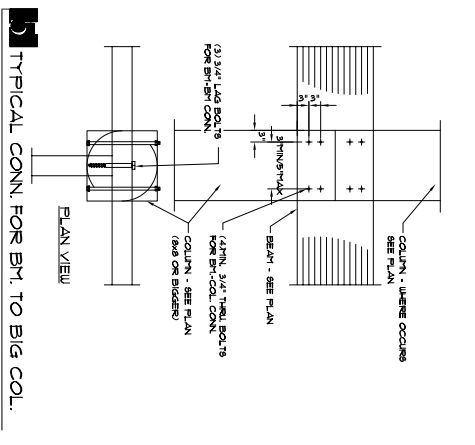 COLUMN - WHERE OCCURS
SEE PLAN
3" 3"
3"
3"MIN/5"MAX
BEAM - SEE PLAN
(4)MIN. 3/4" THRU. BOLTS
FOR BM.-COL. CONN.
(3) 3/4" LAG BOLTS
FOR BM-BM CONN.
COLUMN - SEE PLAN
(8x8 OR BIGGER)
PLAN VIEW
5
TYPICAL CONN. FOR BM. TO BIG COL.